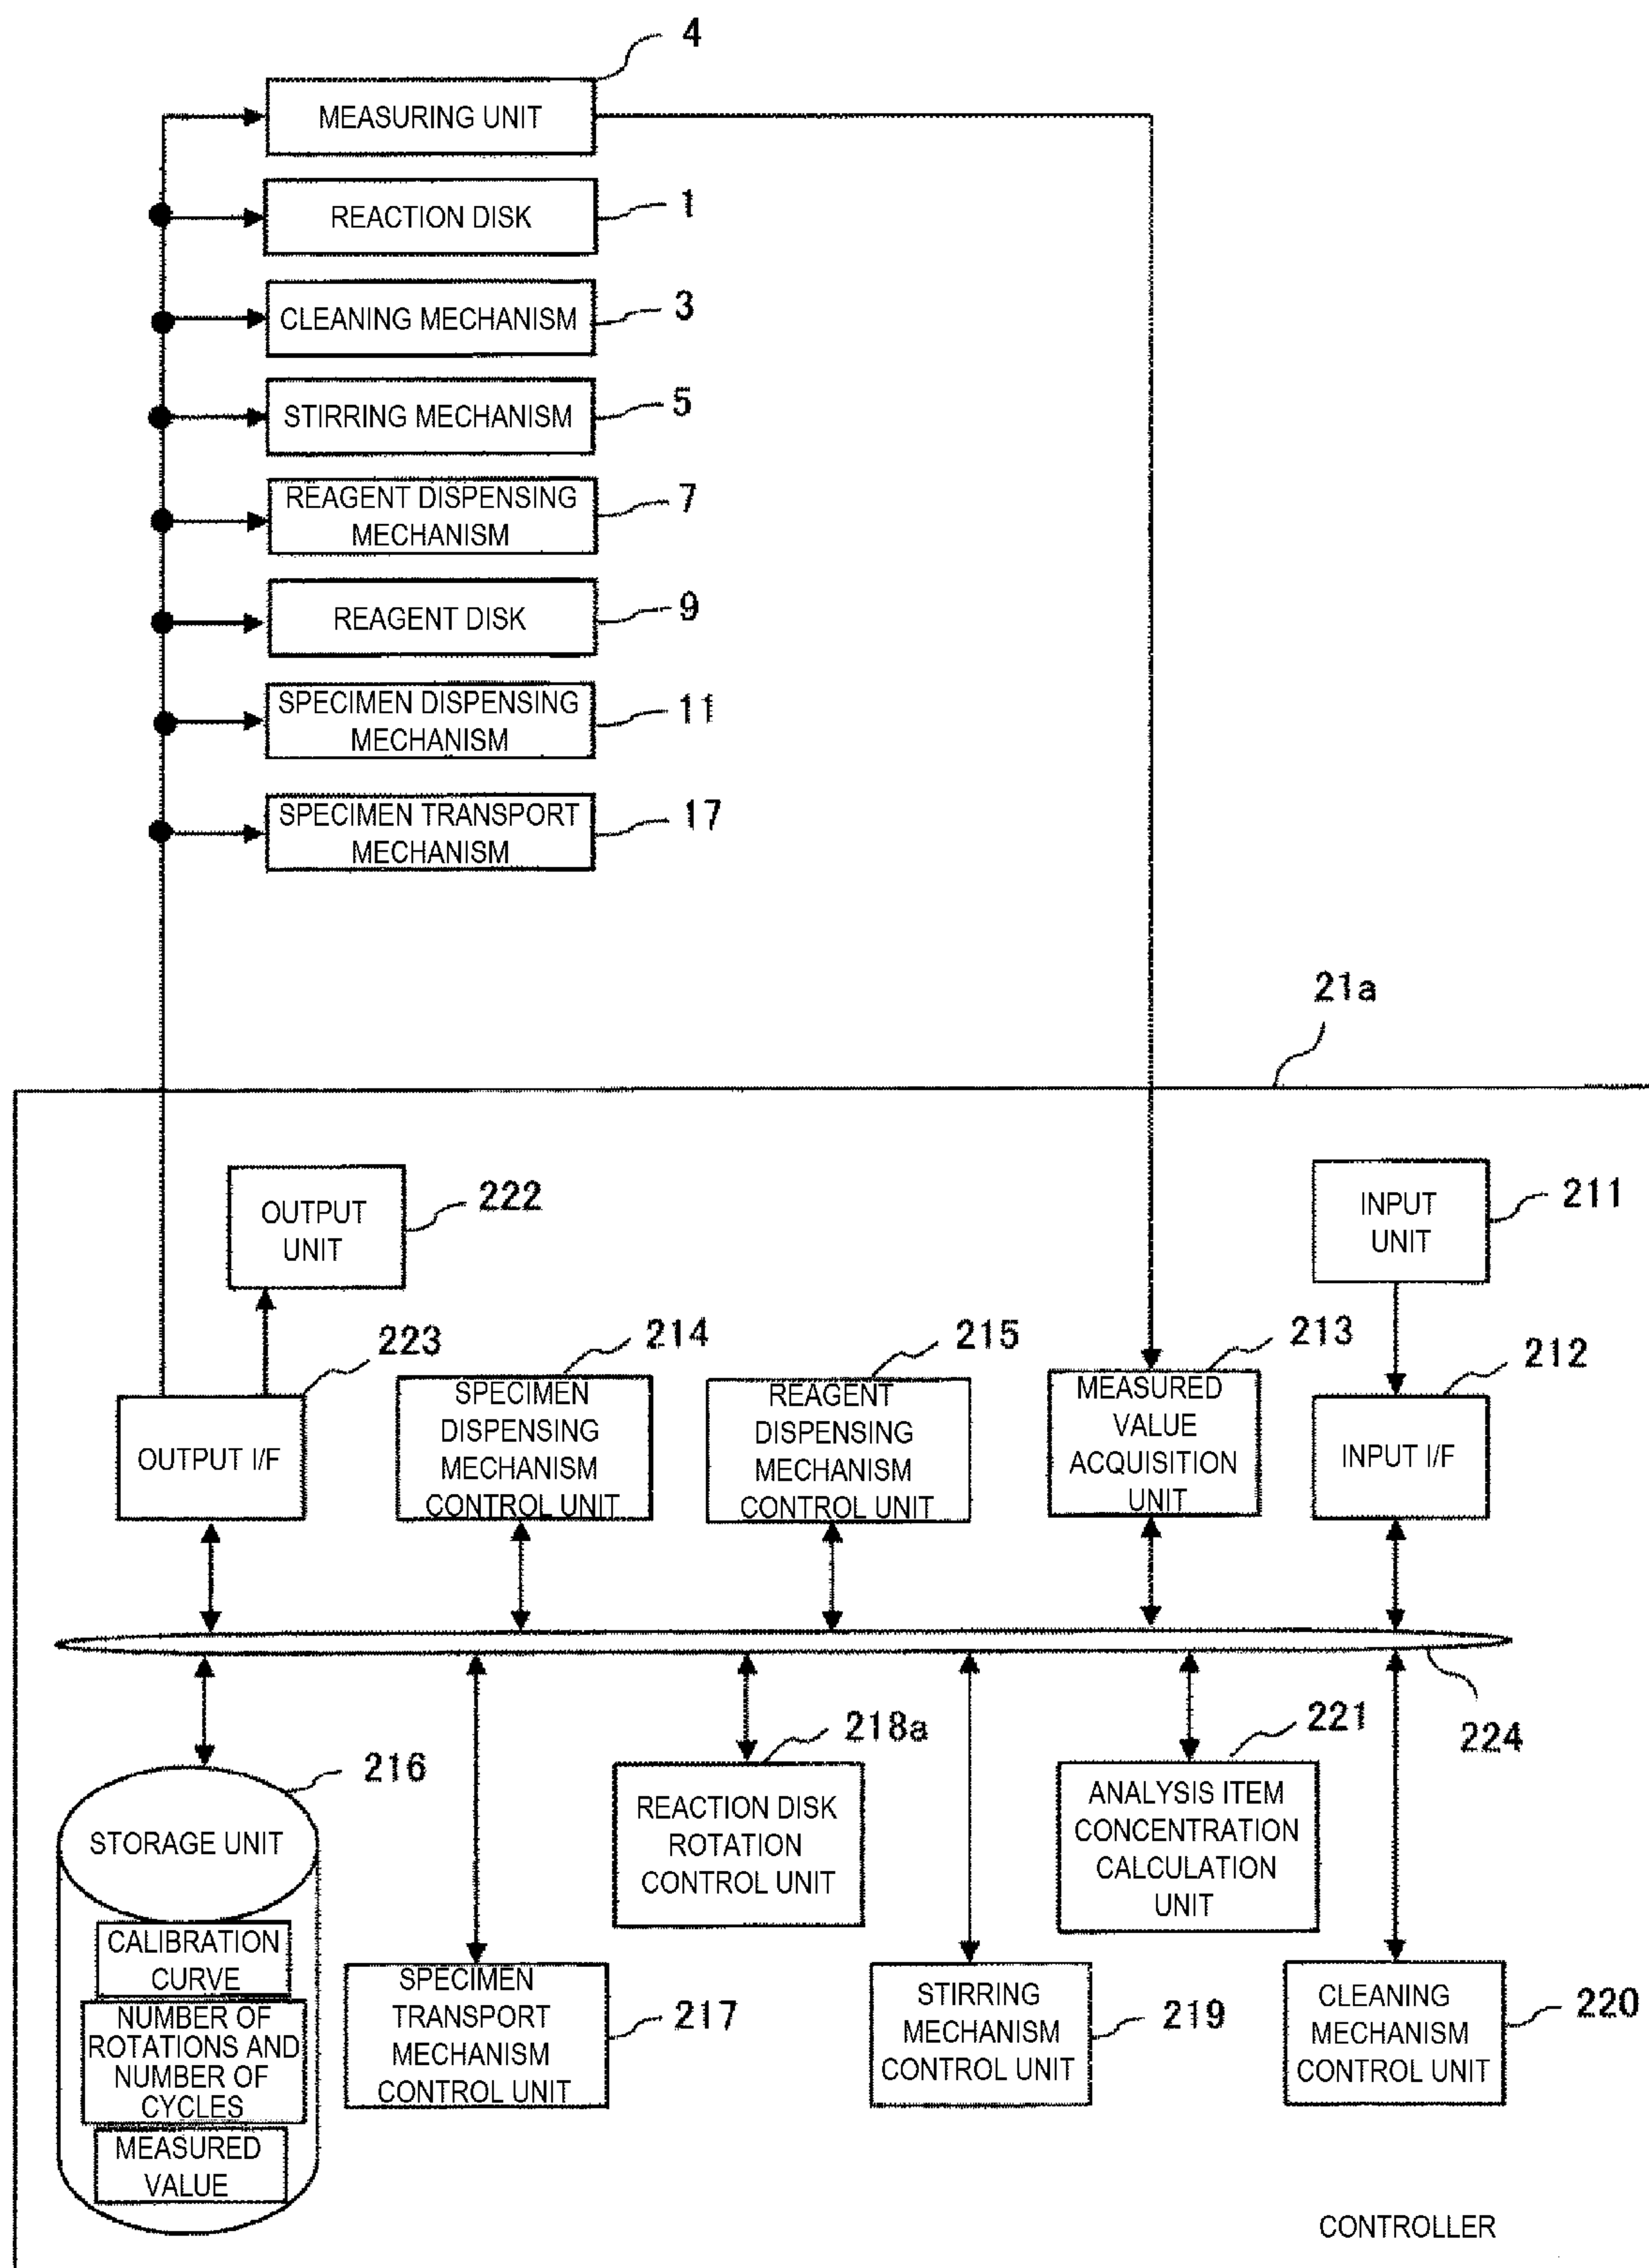 4
MEASURING UNIT
1
REACTION DISK
3
CLEANING MECHANISM
5
STIRRING MECHANISM
7
REAGENT DISPENSING
MECHANISM
9
REAGENT DISK
11
SPECIMEN DISPENSING
MECHANISM
17
SPECIMEN TRANSPORT
MECHANISM
21a
222
OUTPUT
UNIT
211
INPUT
UNIT
223
OUTPUT I/F
214
SPECIMEN
DISPENSING
MECHANISM
CONTROL UNIT
215
REAGENT
DISPENSING
MECHANISM
CONTROL UNIT
213
MEASURED
VALUE
ACQUISITION
UNIT
212
INPUT I/F
224
216
STORAGE UNIT
CALIBRATION
CURVE
NUMBER OF
ROTATIONS AND
NUMBER OF
CYCLES
MEASURED
VALUE
217
SPECIMEN
TRANSPORT
MECHANISM
CONTROL UNIT
218a
REACTION DISK
ROTATION
CONTROL UNIT
219
STIRRING
MECHANISM
CONTROL UNIT
221
ANALYSIS ITEM
CONCENTRATION
CALCULATION
UNIT
220
CLEANING
MECHANISM
CONTROL UNIT
CONTROLLER